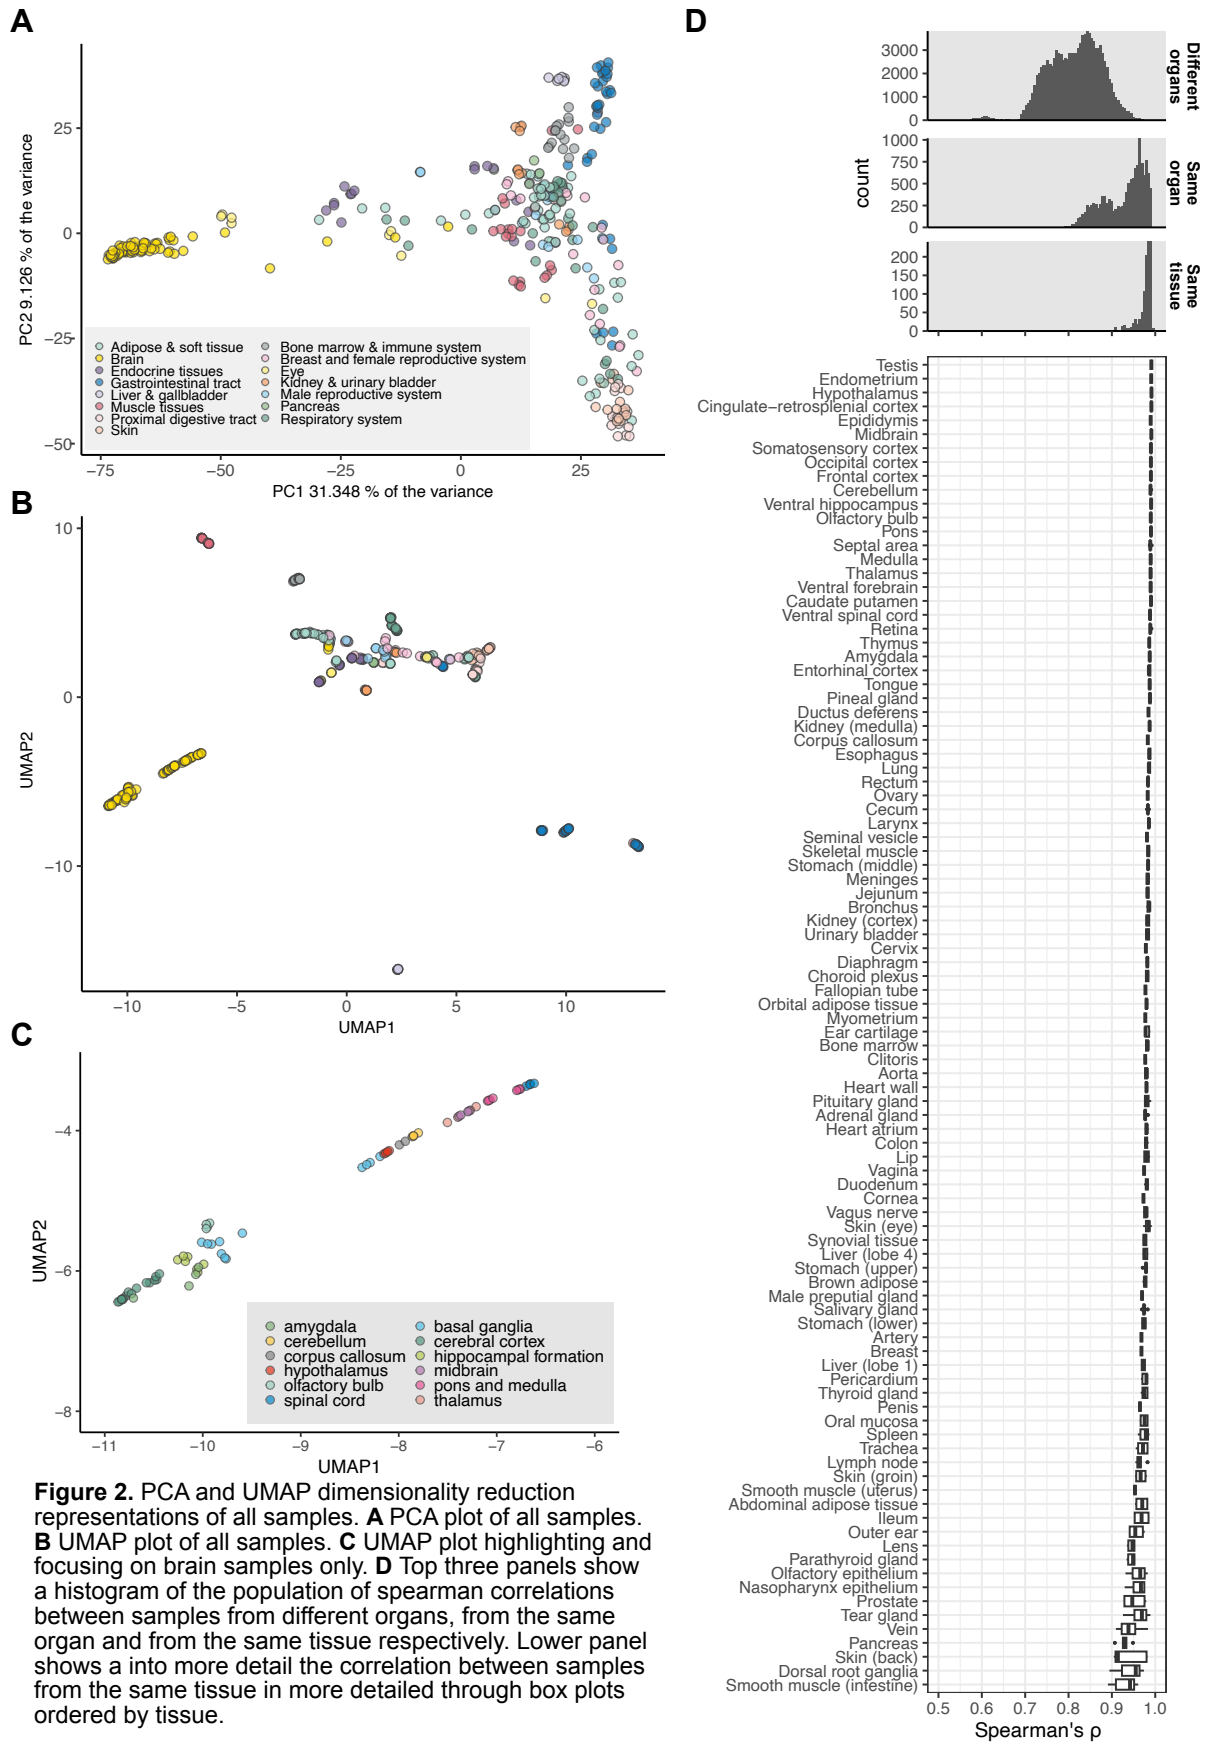 A
PC2 9.126 % of the variance
25
0
−25
−50
Adipose & soft tissue
Brain
Endocrine tissues
Gastrointestinal tract
Liver & gallbladder
Muscle tissues
Proximal digestive tract
Skin
Bone marrow & immune system
Breast and female reproductive system
Eye
Kidney & urinary bladder
Male reproductive system
Pancreas
Respiratory system
−75 −50 −25 0 25
PC1 31.348 % of the variance
B
UMAP2
10
0
−10
−10 −5 0 5 10
UMAP1
C
UMAP2
−4
−6
−8
amygdala
cerebellum
corpus callosum
hypothalamus
olfactory bulb
spinal cord
basal ganglia
cerebral cortex
hippocampal formation
midbrain
pons and medulla
thalamus
−11 −10 −9 −8 −7 −6
UMAP1
Figure 2. PCA and UMAP dimensionality reduction
representations of all samples. A PCA plot of all samples.
B UMAP plot of all samples. C UMAP plot highlighting and
focusing on brain samples only. D Top three panels show
a histogram of the population of spearman correlations
between samples from different organs, from the same
organ and from the same tissue respectively. Lower panel
shows a into more detail the correlation between samples
from the same tissue in more detailed through box plots
ordered by tissue.
D
count
3000
2000
1000
0
Different
organs
1000
750
500
250
0
Same
organ
200
150
100
50
0
Same
tissue
Testis
Endometrium
Hypothalamus
Cingulate−retrosplenial cortex
Epididymis
Midbrain
Somatosensory cortex
Occipital cortex
Frontal cortex
Cerebellum
Ventral hippocampus
Olfactory bulb
Pons
Septal area
Medulla
Thalamus
Ventral forebrain
Caudate putamen
Ventral spinal cord
Retina
Thymus
Amygdala
Entorhinal cortex
Tongue
Pineal gland
Ductus deferens
Kidney (medulla)
Corpus callosum
Esophagus
Lung
Rectum
Ovary
Cecum
Larynx
Seminal vesicle
Skeletal muscle
Stomach (middle)
Meninges
Jejunum
Bronchus
Kidney (cortex)
Urinary bladder
Cervix
Diaphragm
Choroid plexus
Fallopian tube
Orbital adipose tissue
Myometrium
Ear cartilage
Bone marrow
Clitoris
Aorta
Heart wall
Pituitary gland
Adrenal gland
Heart atrium
Colon
Lip
Vagina
Duodenum
Cornea
Vagus nerve
Skin (eye)
Synovial tissue
Liver (lobe 4)
Stomach (upper)
Brown adipose
Male preputial gland
Salivary gland
Stomach (lower)
Artery
Breast
Liver (lobe 1)
Pericardium
Thyroid gland
Penis
Oral mucosa
Spleen
Trachea
Lymph node
Skin (groin)
Smooth muscle (uterus)
Abdominal adipose tissue
Ileum
Outer ear
Lens
Parathyroid gland
Olfactory epithelium
Nasopharynx epithelium
Prostate
Tear gland
Vein
Pancreas
Skin (back)
Dorsal root ganglia
Smooth muscle (intestine)
0.5 0.6 0.7 0.8 0.9 1.0
Spearman's ρ